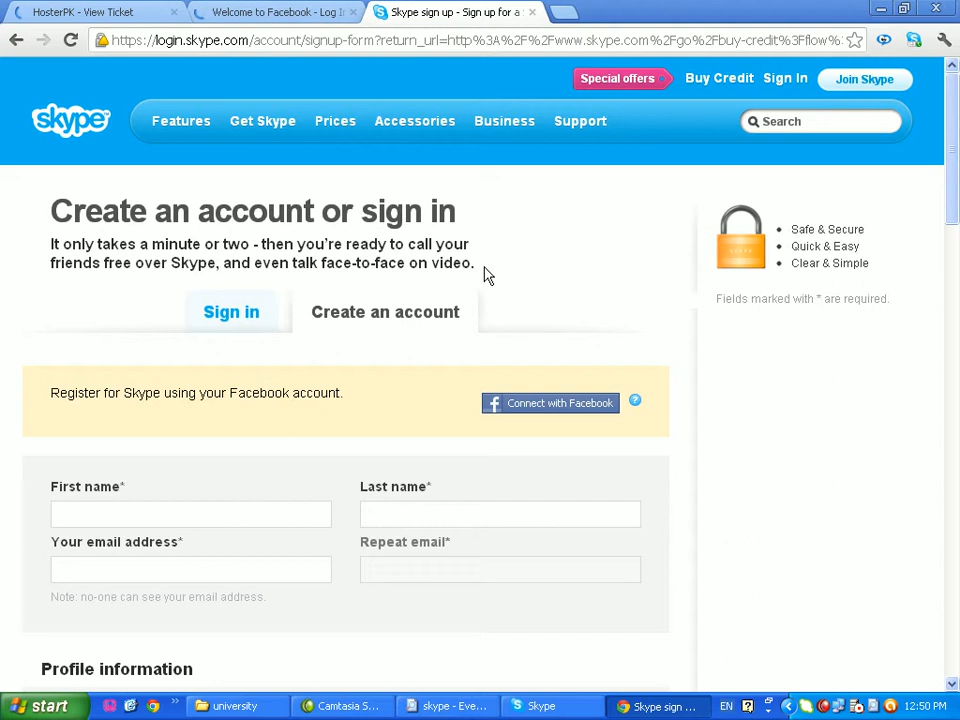 HosterPK - View Ticket
Welcome to Facebook - Log In
Skype sign up - Sign up for a
https://login.skype.com/account/signup-form?return_url=http%3A%2F%2Fwww.skype.com%2Fgo%2Fbuy-credit%3Fflow%
Special offers
Buy Credit
Sign In
Join Skype
skype
Features
Get Skype
Prices
Accessories
Business
Support
Search
Create an account or sign in
It only takes a minute or two - then you're ready to call your
friends free over Skype, and even talk face-to-face on video.
Safe & Secure
Quick & Easy
Clear & Simple
Fields marked with * are required.
Sign in
Create an account
Register for Skype using your Facebook account.
Connect with Facebook
?
First name*
Last name*
Your email address*
Repeat email*
Note: no-one can see your email address.
Profile information
start
university
Camtasia S...
skype - Eve...
Skype
Skype sign ...
EN
12:50 PM